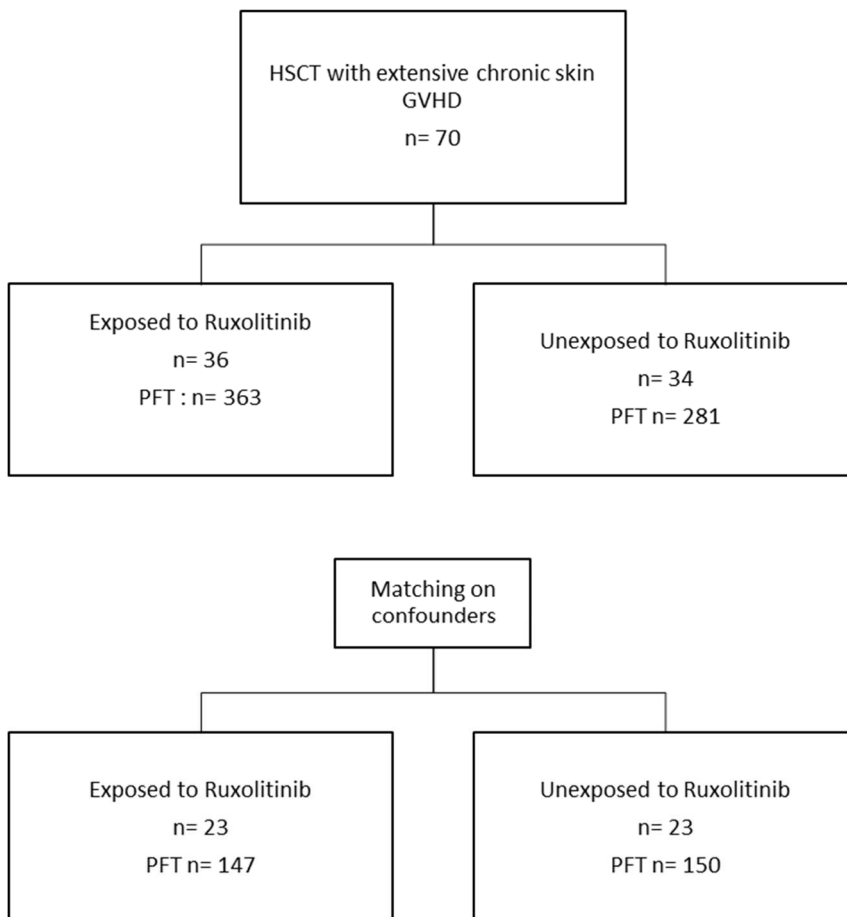 HSCT with extensive chronic skin
GVHD
n= 70
Exposed to Ruxolitinib
n= 36
PFT : n= 363
Unexposed to Ruxolitinib
n= 34
PFT n= 281
Matching on
confounders
Exposed to Ruxolitinib
n= 23
PFT n= 147
Unexposed to Ruxolitinib
n= 23
PFT n= 150